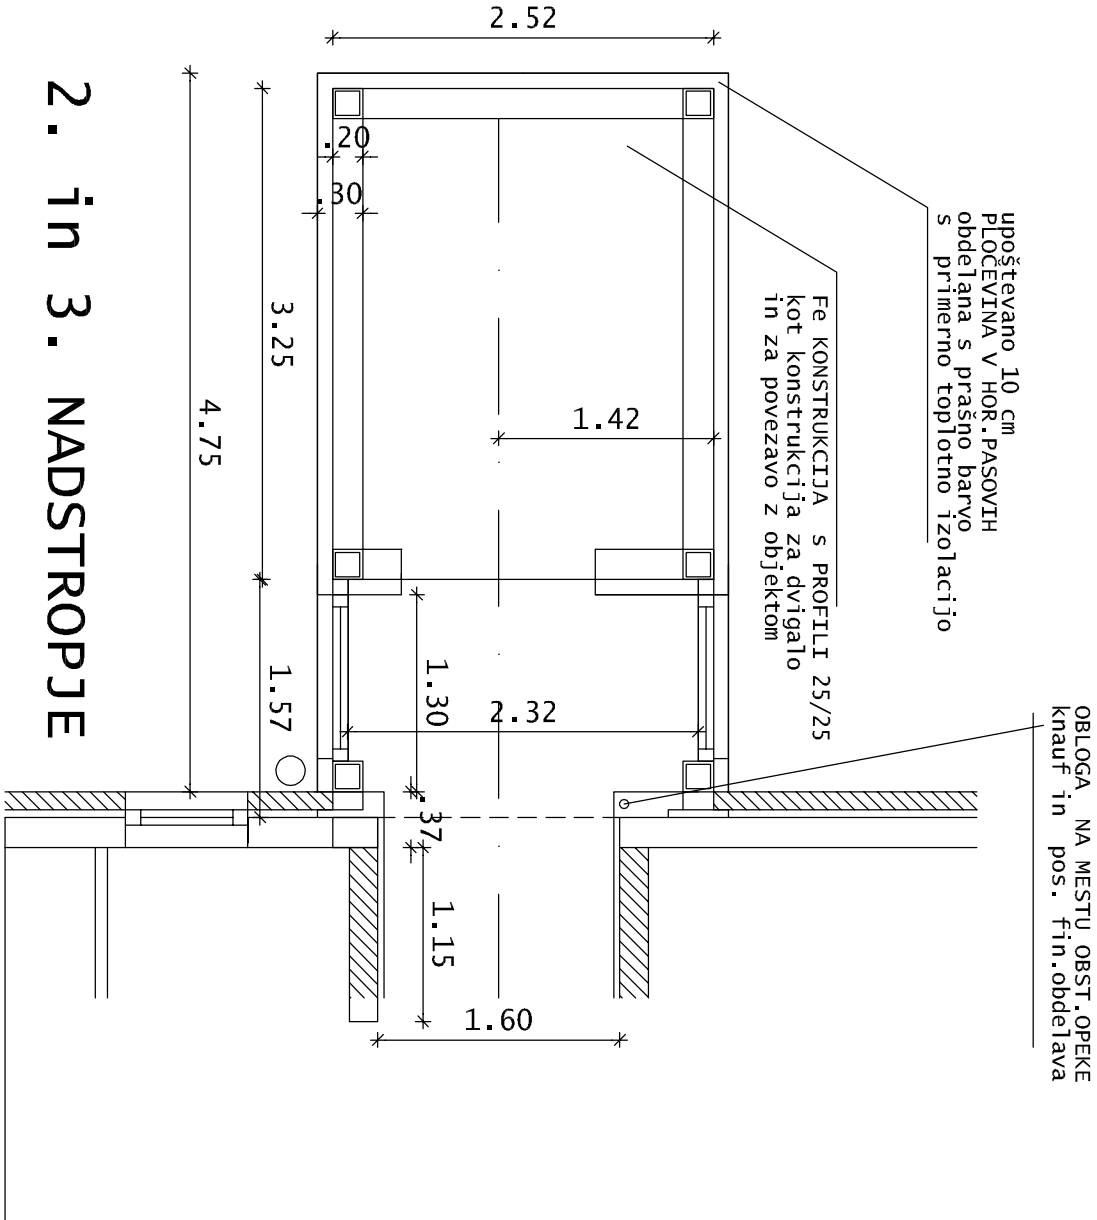 2. in 3. NADSTROPJE
2.52
.20
.30
3.25
4.75
1.42
1.57
1.30
2.32
.37
1.15
1.60
upoštevano 10 cm
PLOČEVINA V HOR.PASOVIH
obdelana s prašno barvo
s primerno toplotno izolacijo
Fe KONSTRUKCIJA s PROFILI 25/25
kot konstrukcija za dvigalo
in za povezavo z objektom
OBLOGA NA MESTU OBST.OPEKE
knauf in pos. fin.obdelava